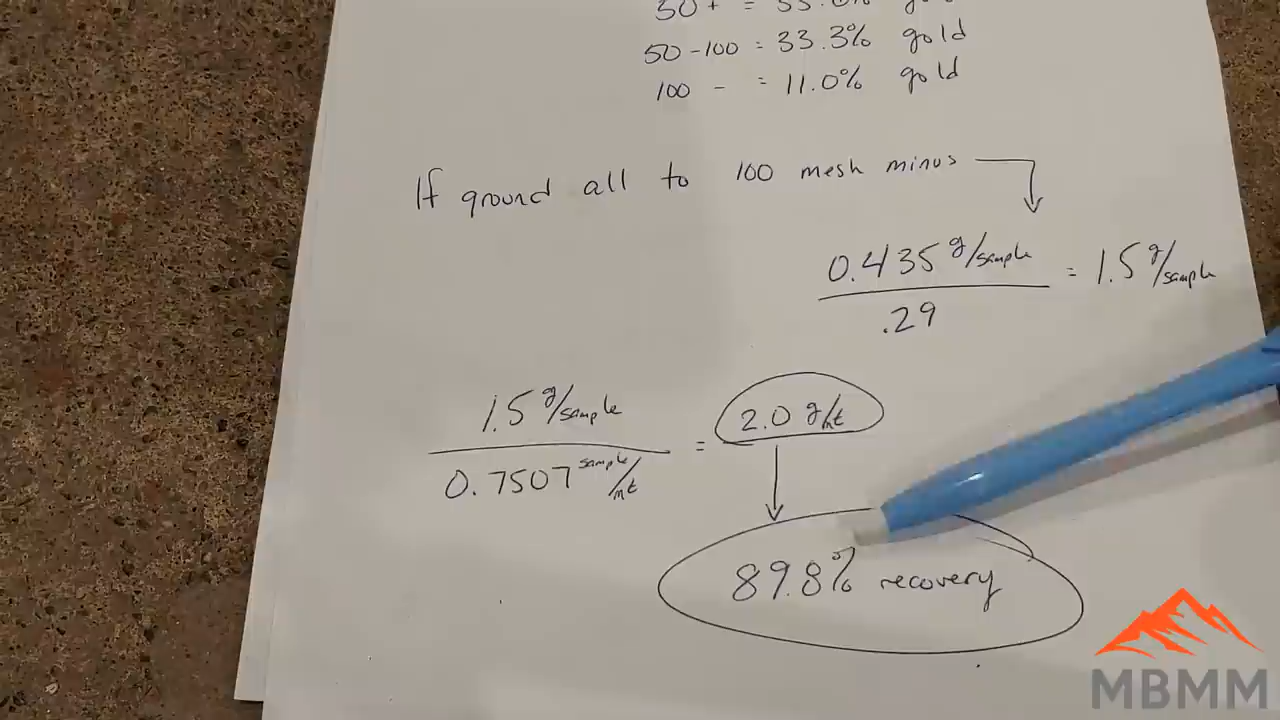 50-100 = 33.3% gold
100 - = 11.0% gold
If ground all to 100 mesh minus
0.435 g/sample
.29
= 1.5 g/sample
1.5 g/sample
0.7507 sample/mt
= 2.0 g/mt
89.8% recovery
MBMM